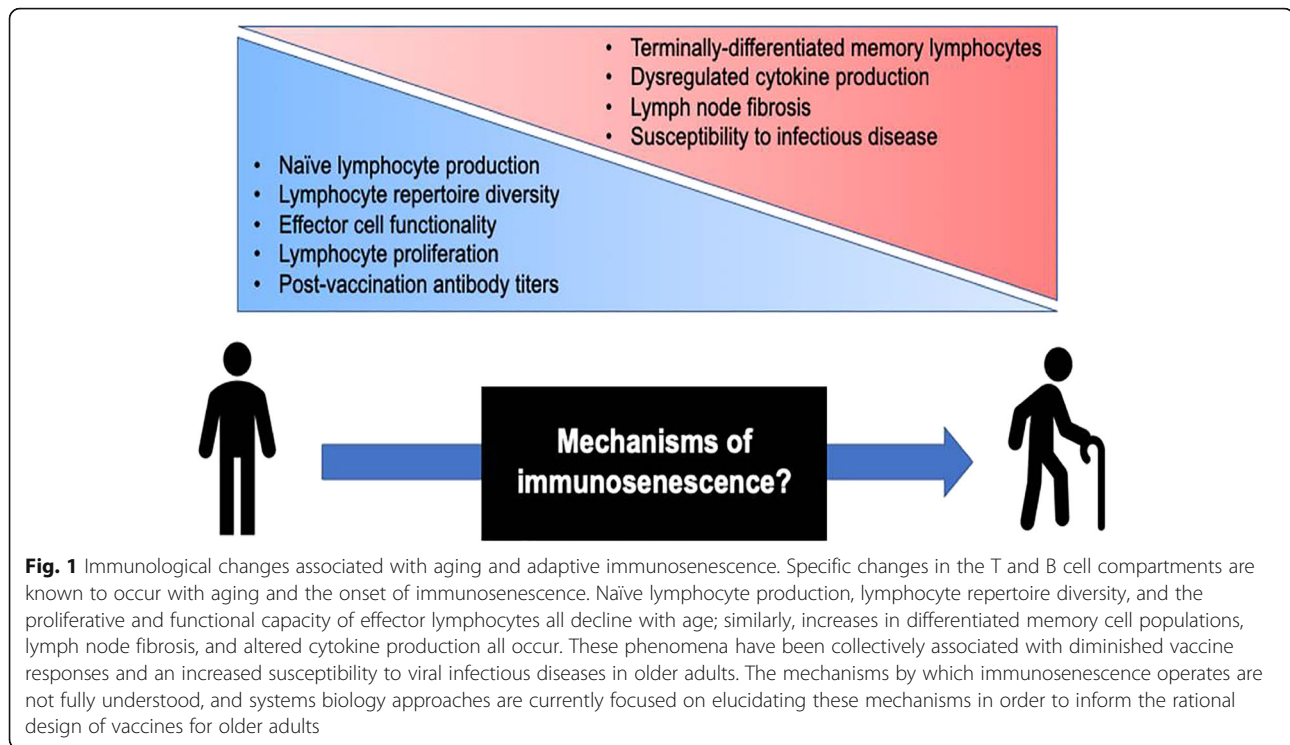 • Terminally-differentiated memory lymphocytes
• Dysregulated cytokine production
• Lymph node fibrosis
• Susceptibility to infectious disease
• Naïve lymphocyte production
• Lymphocyte repertoire diversity
• Effector cell functionality
• Lymphocyte proliferation
• Post-vaccination antibody titers
Mechanisms of
immunosenescence?
Fig. 1 Immunological changes associated with aging and adaptive immunosenescence. Specific changes in the T and B cell compartments are
known to occur with aging and the onset of immunosenescence. Naïve lymphocyte production, lymphocyte repertoire diversity, and the
proliferative and functional capacity of effector lymphocytes all decline with age; similarly, increases in differentiated memory cell populations,
lymph node fibrosis, and altered cytokine production all occur. These phenomena have been collectively associated with diminished vaccine
responses and an increased susceptibility to viral infectious diseases in older adults. The mechanisms by which immunosenescence operates are
not fully understood, and systems biology approaches are currently focused on elucidating these mechanisms in order to inform the rational
design of vaccines for older adults